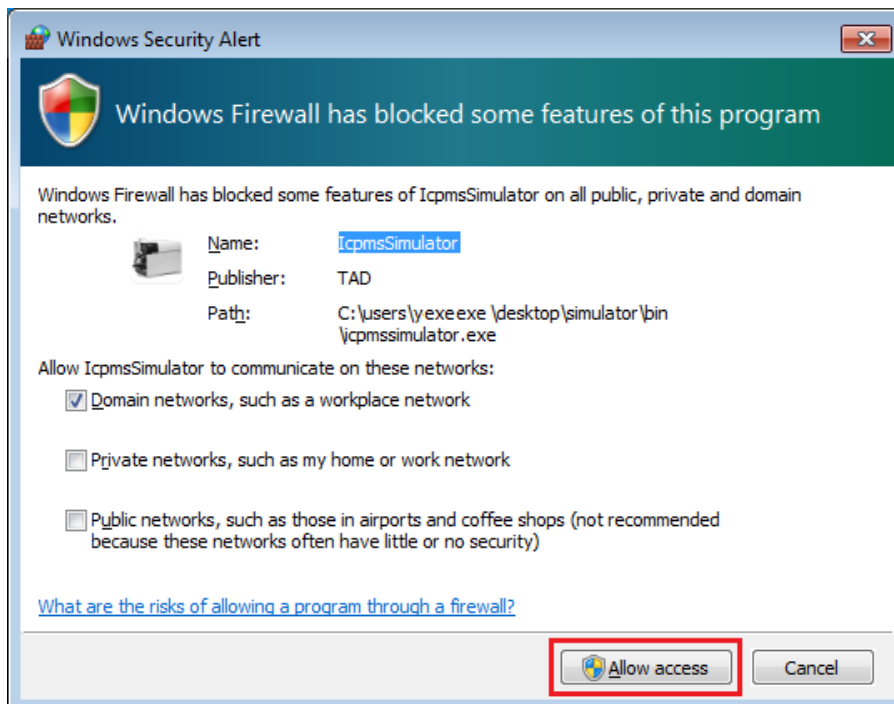 Windows Security Alert
Windows Firewall has blocked some features of this program
Windows Firewall has blocked some features of IcpmsSimulator on all public, private and domain
networks.
Name: IcpmsSimulator
Publisher: TAD
Path: C:\users\yexeexe \desktop\simulator\bin
\icpmssimulator.exe
Allow IcpmsSimulator to communicate on these networks:
Domain networks, such as a workplace network
Private networks, such as my home or work network
Public networks, such as those in airports and coffee shops (not recommended
because these networks often have little or no security)
What are the risks of allowing a program through a firewall?
Allow access Cancel